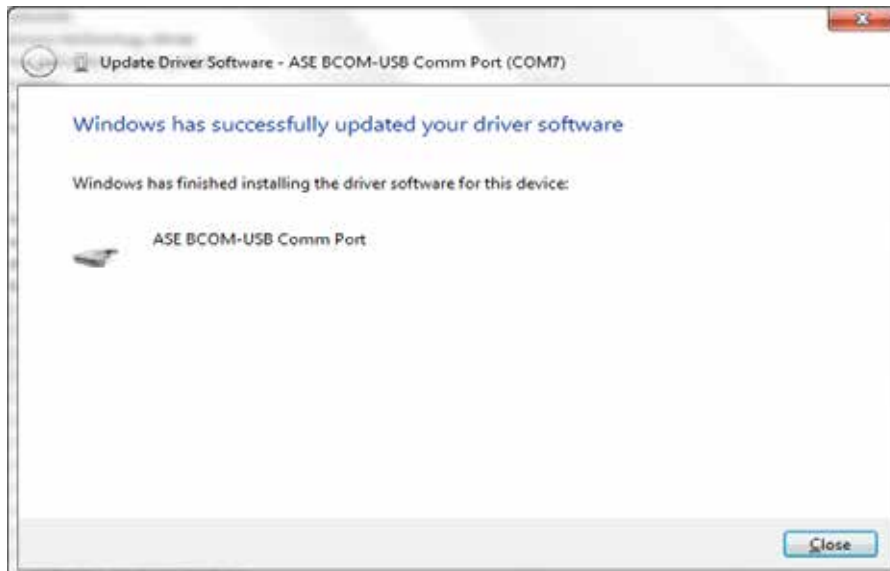 Update Driver Software - ASE BCOM-USB Comm Port (COM7)
Windows has successfully updated your driver software
Windows has finished installing the driver software for this device:
ASE BCOM-USB Comm Port
Close